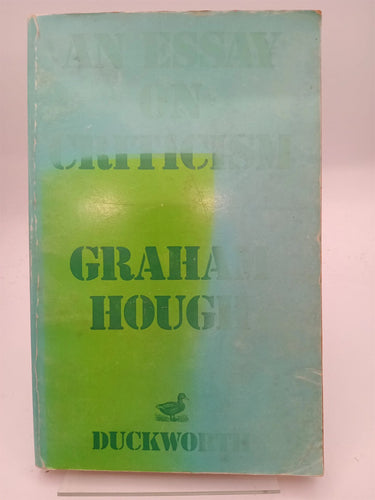 AN ESSAY
ON
CRITICISM
GRAHAM
HOUGH
DUCKWORTH